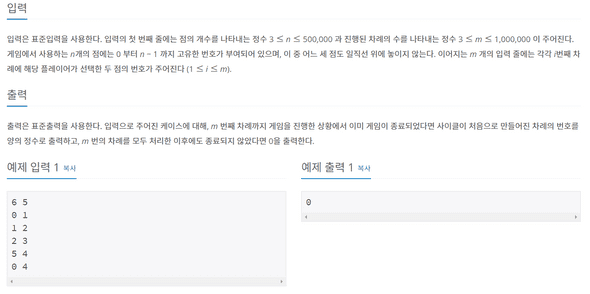 입력
입력은 표준입력을 사용한다. 입력의 첫 번째 줄에는 점의 개수를 나타내는 정수 3 ≤ n ≤ 500,000 과 진행된 차례의 수를 나타내는 정수 3 ≤ m ≤ 1,000,000 이 주어진다.
게임에서 사용하는 n개의 점에는 0 부터 n − 1 까지 고유한 번호가 부여되어 있으며, 이 중 어느 세 점도 일직선 위에 놓이지 않는다. 이어지는 m 개의 입력 줄에는 각각 i번째 차
례에 해당 플레이어가 선택한 두 점의 번호가 주어진다 (1 ≤ i ≤ m).
출력
출력은 표준출력을 사용한다. 입력으로 주어진 케이스에 대해, m 번째 차례까지 게임을 진행한 상황에서 이미 게임이 종료되었다면 사이클이 처음으로 만들어진 차례의 번호를
양의 정수로 출력하고, m 번의 차례를 모두 처리한 이후에도 종료되지 않았다면 0을 출력한다.
예제 입력 1 복사
6 5
0 1
1 2
2 3
5 4
0 4
예제 출력 1 복사
0